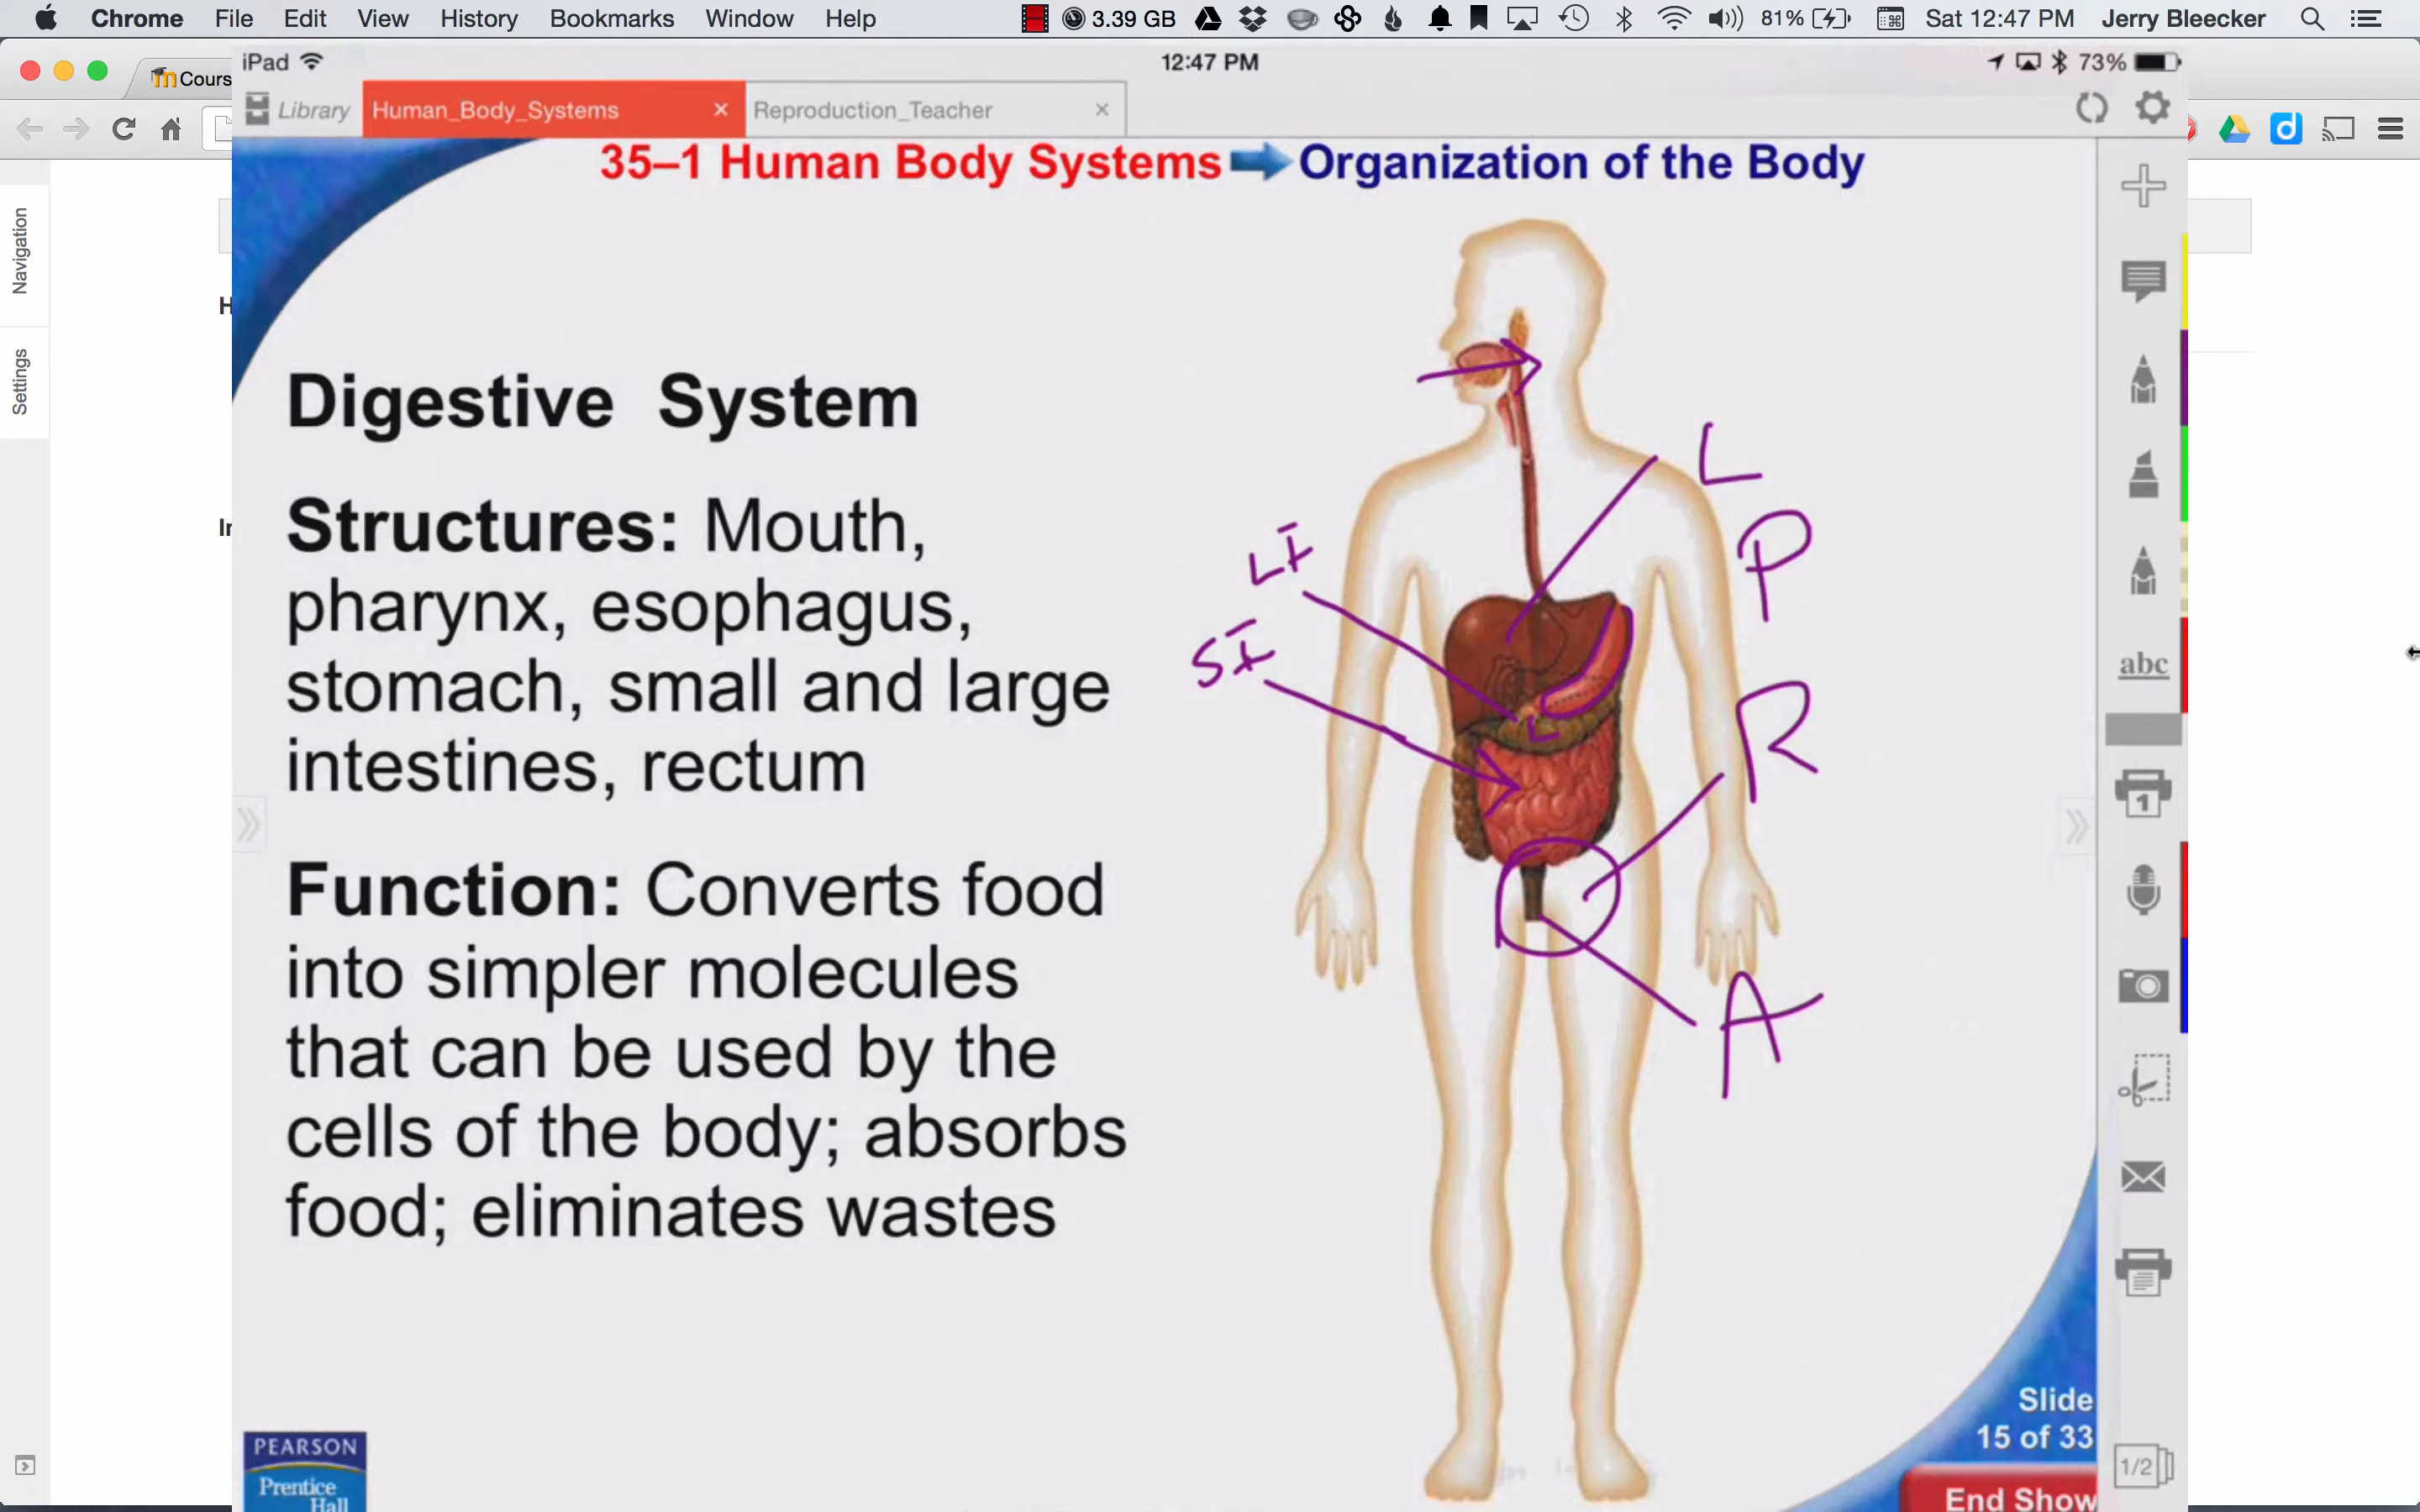 Chrome File Edit View History Bookmarks Window Help 3.39 GB 81% Sat 12:47 PM Jerry Bleecker
iPad 12:47 PM 73%
Cours
Library Human_Body_Systems × Reproduction_Teacher ×
35–1 Human Body Systems Organization of the Body
Navigation
Settings
H
Digestive System
Structures: Mouth,
pharynx, esophagus,
stomach, small and large
intestines, rectum
Function: Converts food
into simpler molecules
that can be used by the
cells of the body; absorbs
food; eliminates wastes
L
P
LI
SI
R
A
abc
1
Slide
15 of 33
End Show
1/2
PEARSON
Prentice
Hall